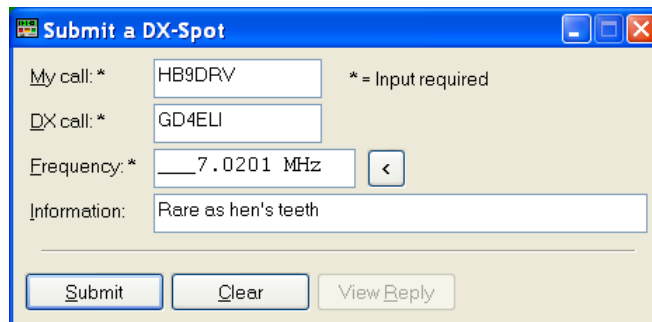 Submit a DX-Spot
My call: * HB9DRV * = Input required
DX call: * GD4ELI
Frequency: * ___7.0201 MHz <
Information: Rare as hen's teeth
Submit Clear View Reply